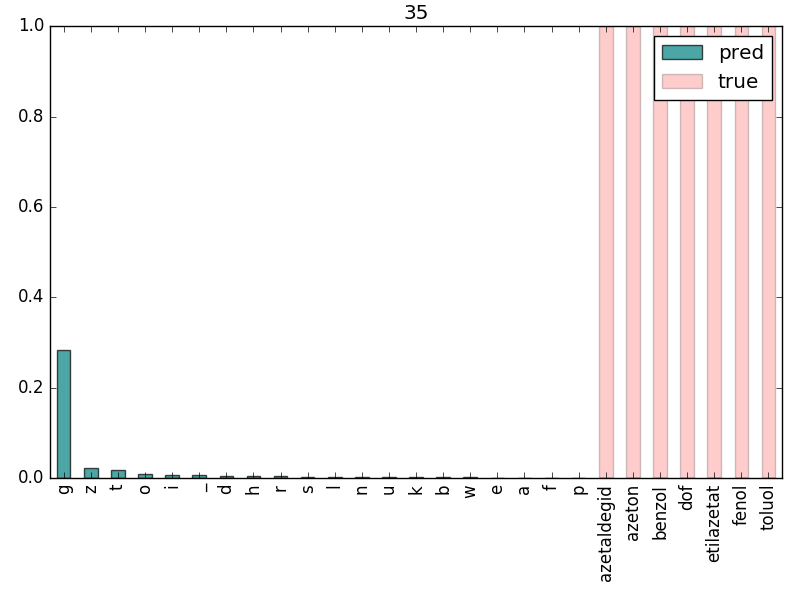 35
1.0
0.8
0.6
0.4
0.2
0.0
pred
true
g
z
t
o
i
_
d
h
r
s
l
n
u
k
b
w
e
a
f
p
azetaldegid
azeton
benzol
dof
etilazetat
fenol
toluol